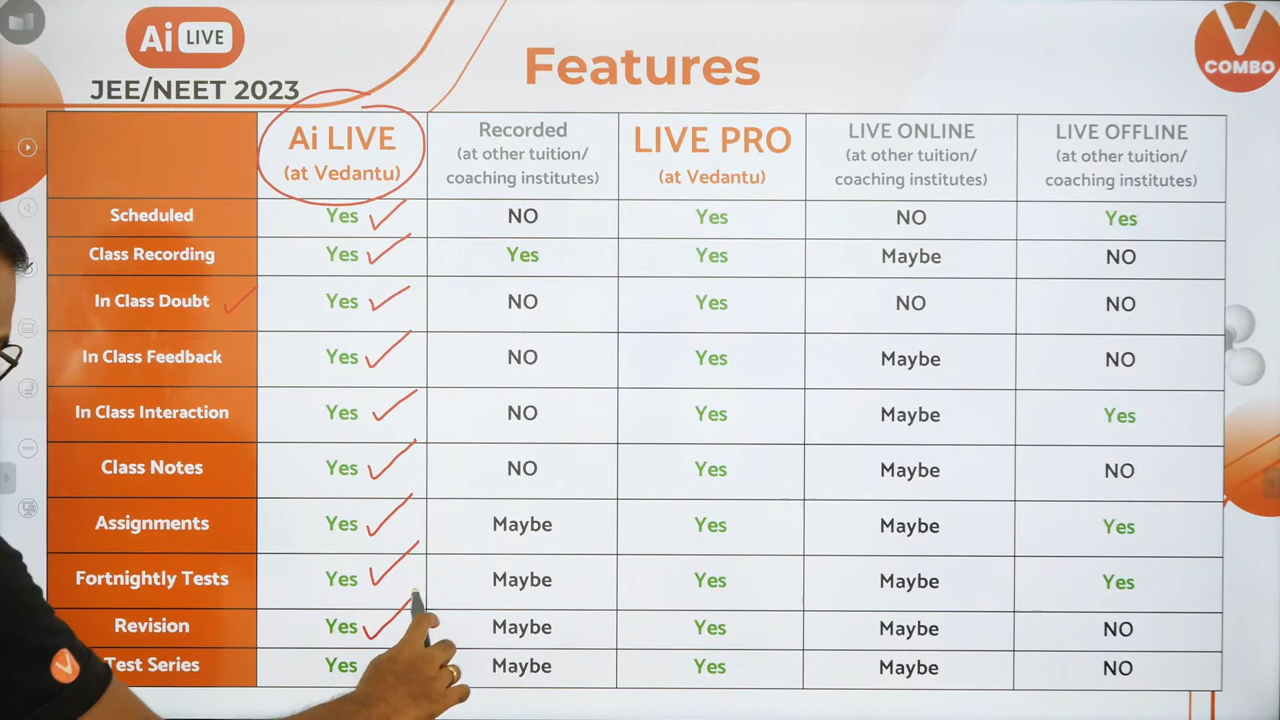 Ai LIVE
JEE/NEET 2023
Features
V
COMBO
Ai LIVE
(at Vedantu)
Recorded
(at other tuition/
coaching institutes)
LIVE PRO
(at Vedantu)
LIVE ONLINE
(at other tuition/
coaching institutes)
LIVE OFFLINE
(at other tuition/
coaching institutes)
Scheduled Yes NO Yes NO Yes
Class Recording Yes Yes Yes Maybe NO
In Class Doubt Yes NO Yes NO NO
In Class Feedback Yes NO Yes Maybe NO
In Class Interaction Yes NO Yes Maybe Yes
Class Notes Yes NO Yes Maybe NO
Assignments Yes Maybe Yes Maybe Yes
Fortnightly Tests Yes Maybe Yes Maybe Yes
Revision Yes Maybe Yes Maybe NO
Test Series Yes Maybe Yes Maybe NO
V